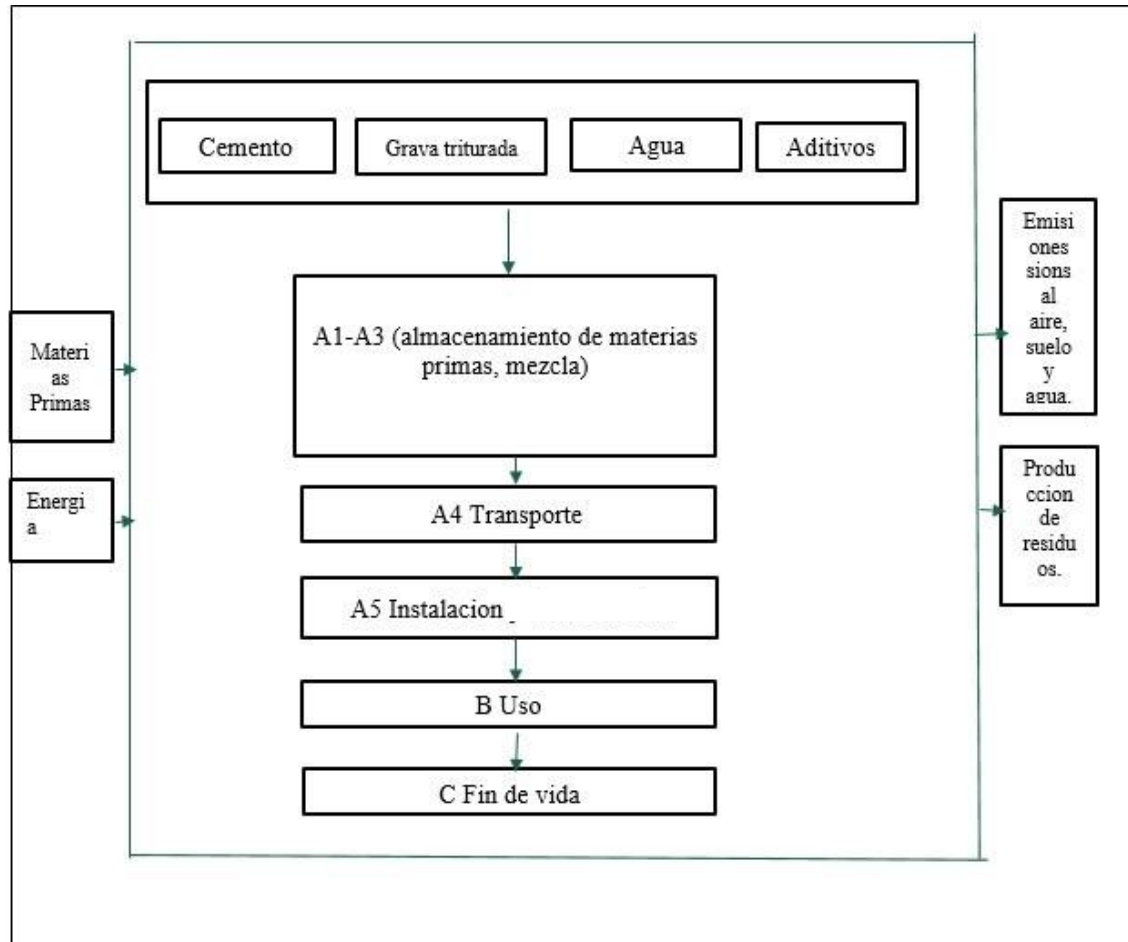 Cemento
Grava triturada
Agua
Aditivos
A1-A3 (almacenamiento de materias
primas, mezcla)
A4 Transporte
A5 Instalacion
B Uso
C Fin de vida
Materi
as
Primas
Energi
a
Emisi
ones
sions
al
aire,
suelo
y
agua.
Produ
ccion
de
residu
os.